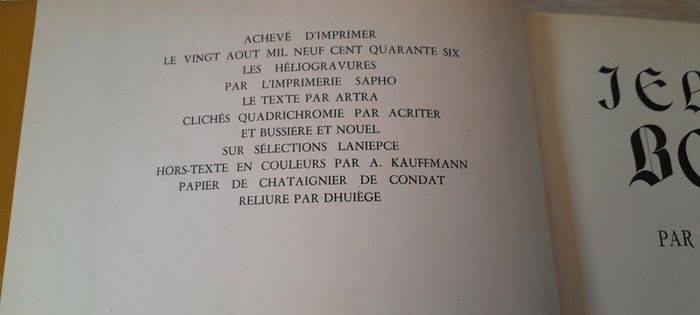 ACHEVÉ D'IMPRIMER
LE VINGT AOUT MIL NEUF CENT QUARANTE SIX
LES HÉLIOGRAVURES
PAR L'IMPRIMERIE SAPHO
LE TEXTE PAR ARTRA
CLICHÉS QUADRICHROMIE PAR ACRITER
ET BUSSIERE ET NOUEL
SUR SÉLECTIONS LANIEPCE
HORS-TEXTE EN COULEURS PAR A. KAUFFMANN
PAPIER DE CHATAIGNIER DE CONDAT
RELIURE PAR DHUIÈGE
PAR